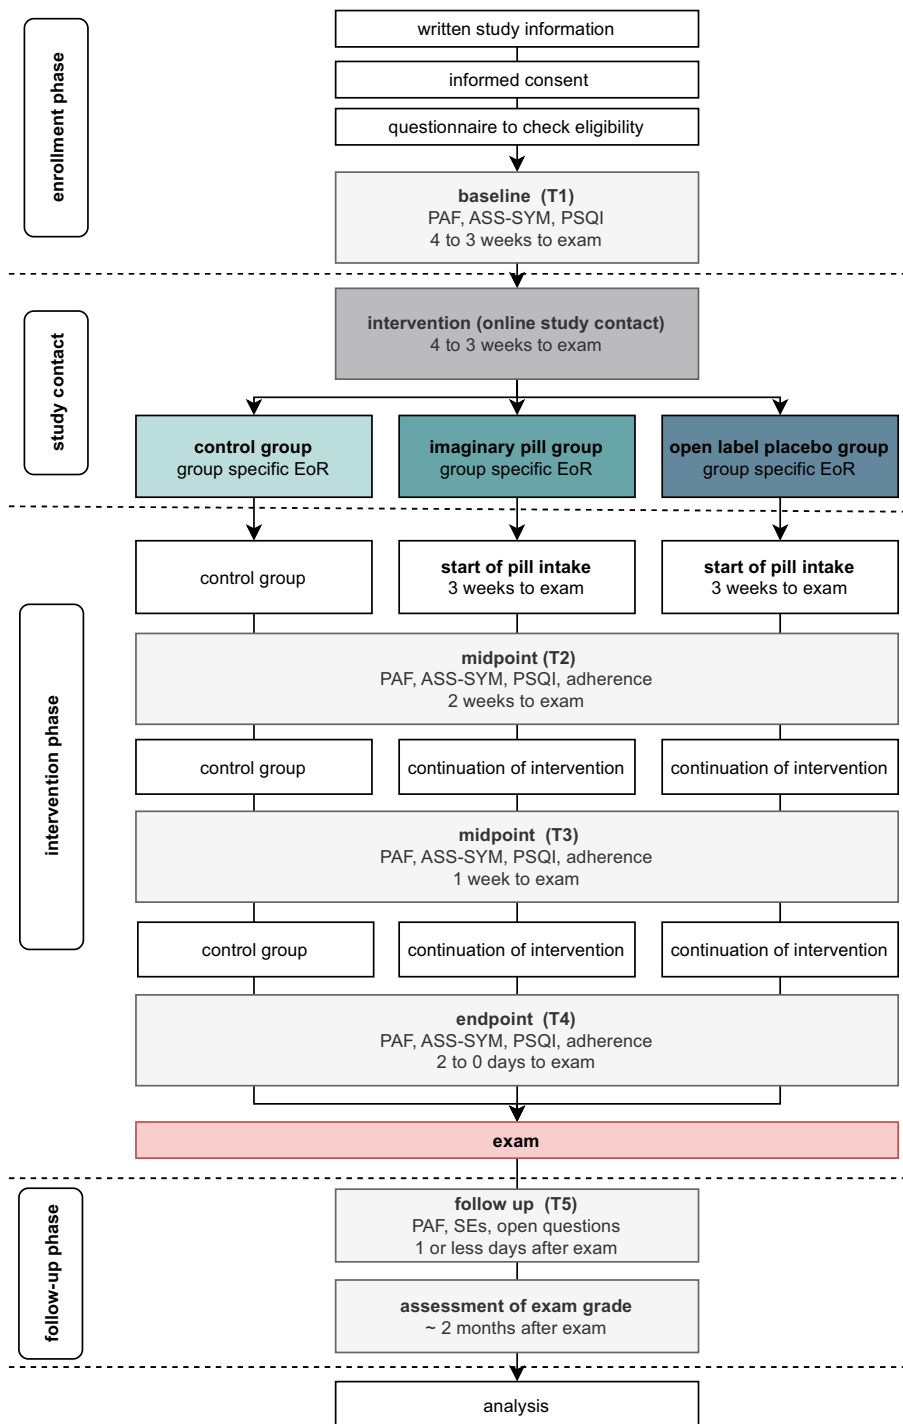 enrollment phase
written study information
informed consent
questionnaire to check eligibility
baseline (T1)
PAF, ASS-SYM, PSQI
4 to 3 weeks to exam
study contact
intervention (online study contact)
4 to 3 weeks to exam
control group
group specific EoR
imaginary pill group
group specific EoR
open label placebo group
group specific EoR
intervention phase
control group
start of pill intake
3 weeks to exam
start of pill intake
3 weeks to exam
midpoint (T2)
PAF, ASS-SYM, PSQI, adherence
2 weeks to exam
control group
continuation of intervention
continuation of intervention
midpoint (T3)
PAF, ASS-SYM, PSQI, adherence
1 week to exam
control group
continuation of intervention
continuation of intervention
endpoint (T4)
PAF, ASS-SYM, PSQI, adherence
2 to 0 days to exam
exam
follow-up phase
follow up (T5)
PAF, SEs, open questions
1 or less days after exam
assessment of exam grade
~ 2 months after exam
analysis